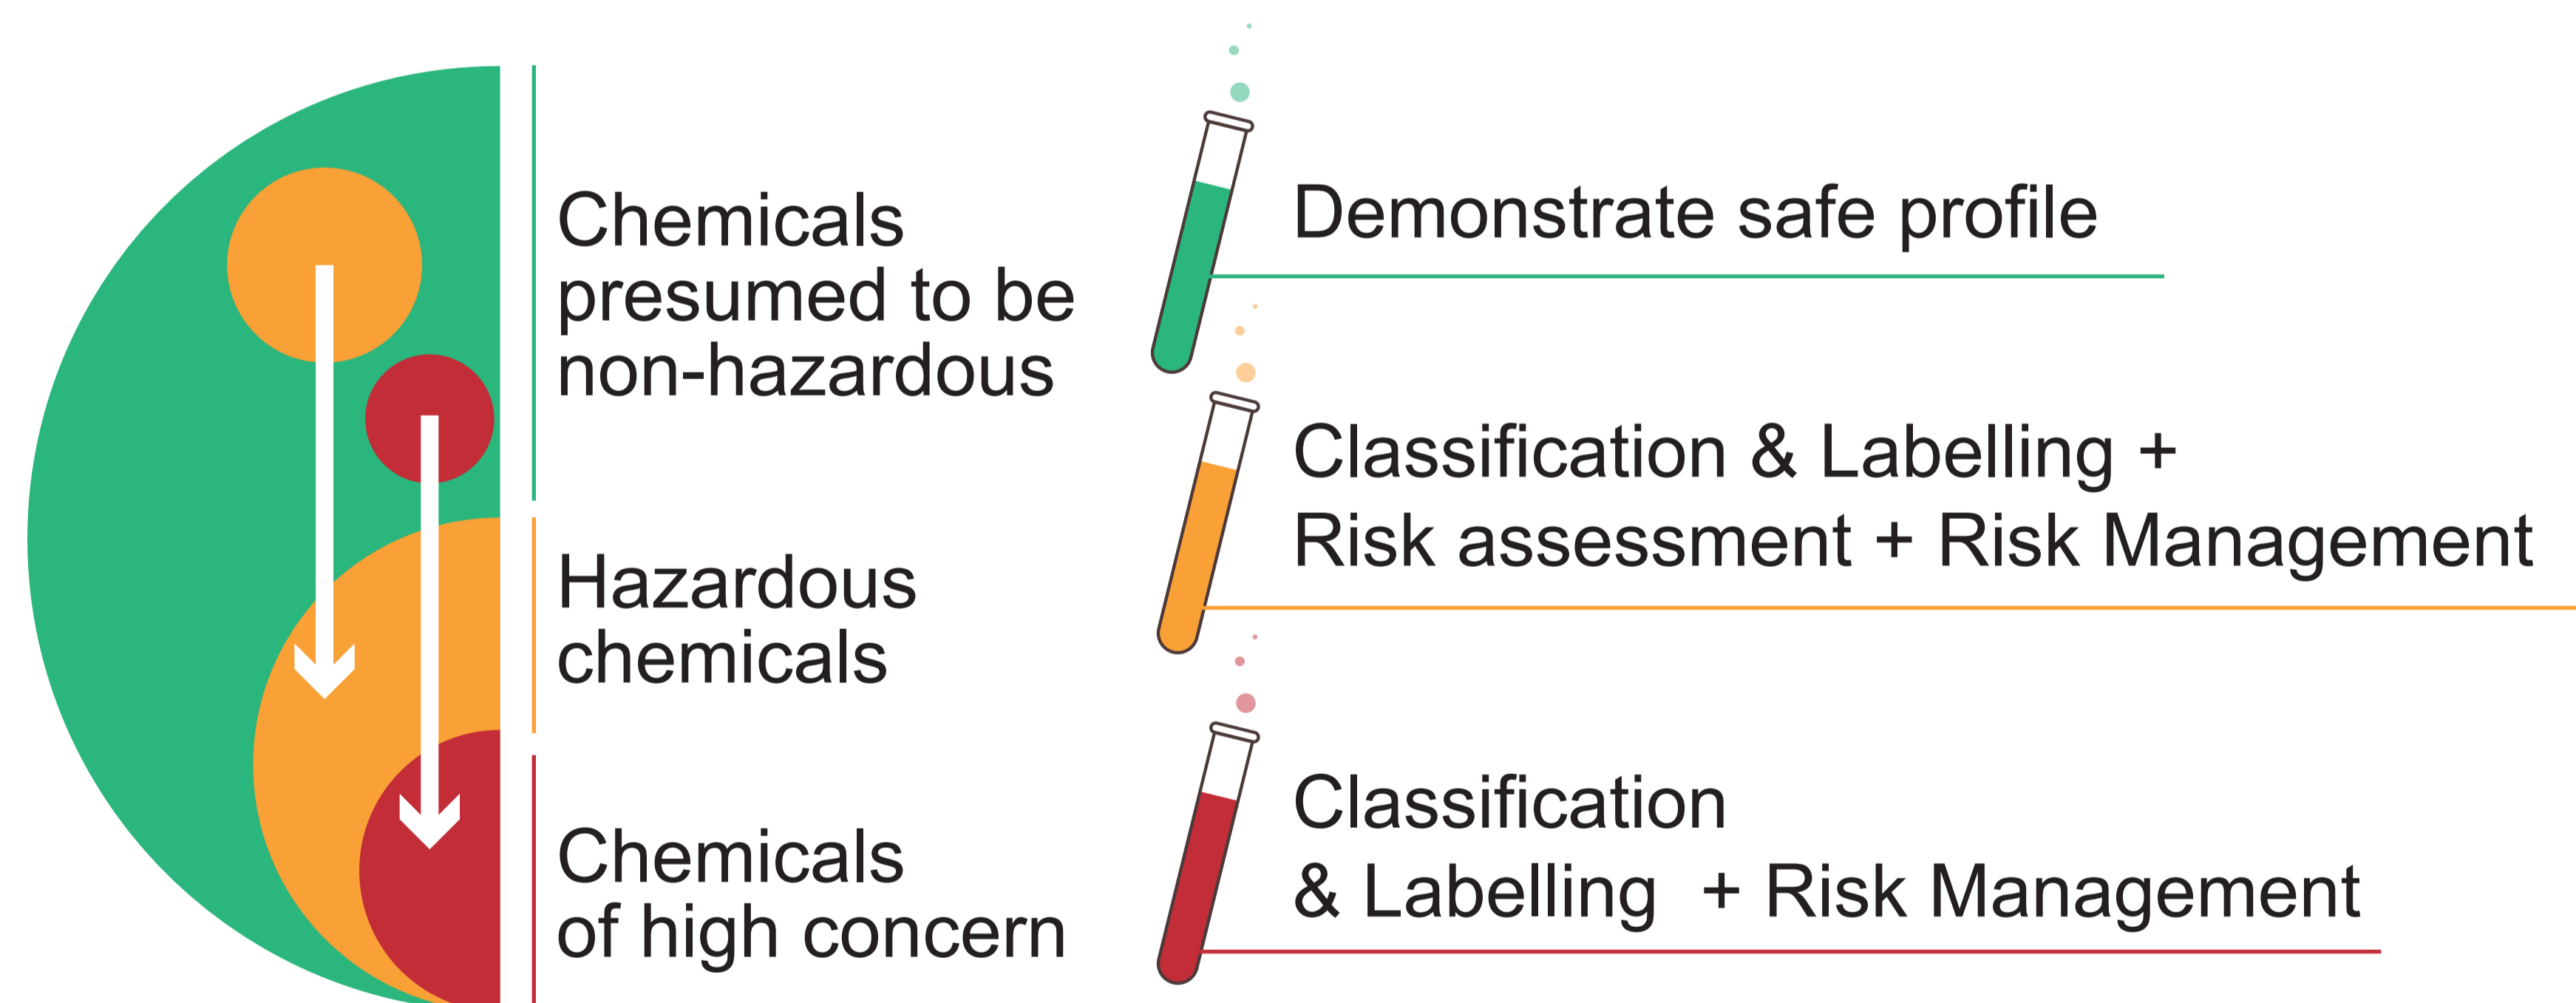 Chemicals
presumed to be
non-hazardous
Demonstrate safe profile
Hazardous
chemicals
Classification & Labelling +
Risk assessment + Risk Management
Chemicals
of high concern
Classification
& Labelling + Risk Management